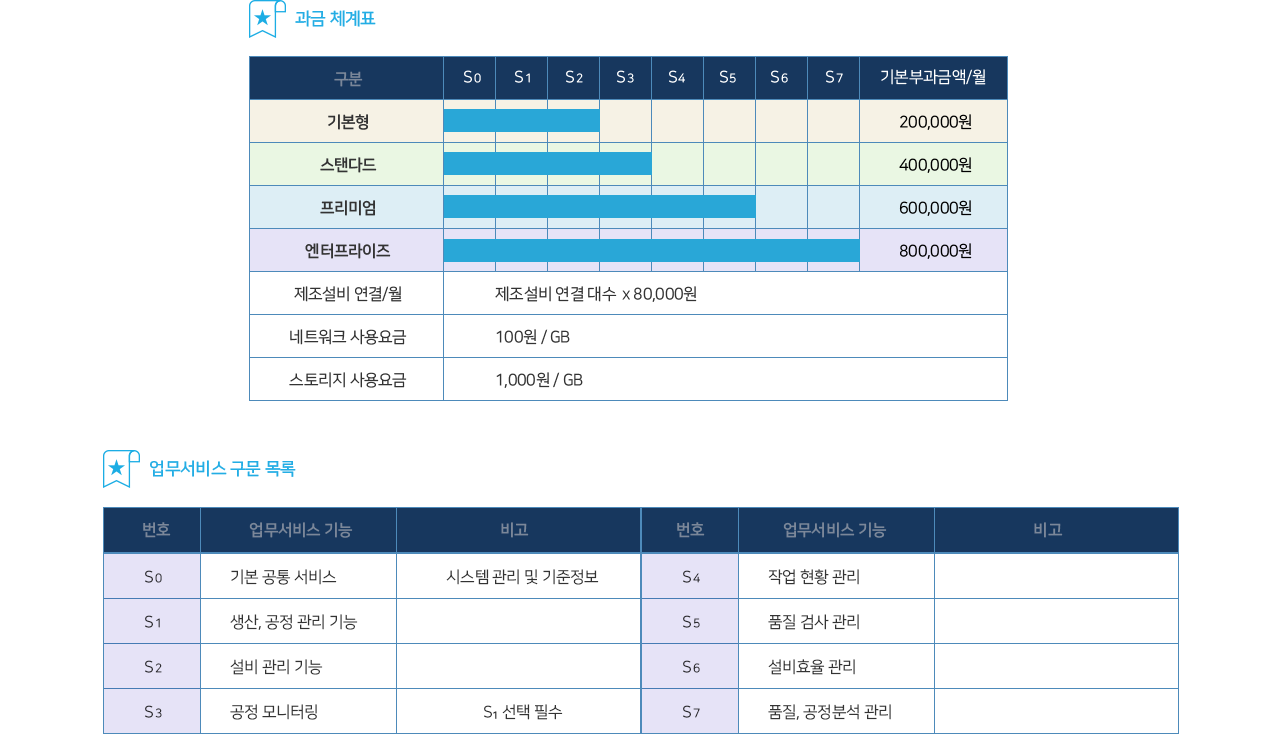 과금 체계표
구분 S0 S1 S2 S3 S4 S5 S6 S7 기본부과금액/월
기본형 200,000원
스탠다드 400,000원
프리미엄 600,000원
엔터프라이즈 800,000원
제조설비 연결/월 제조설비 연결 대수 x 80,000원
네트워크 사용요금 100원 / GB
스토리지 사용요금 1,000원 / GB
업무서비스 구문 목록
번호 업무서비스 기능 비고 번호 업무서비스 기능 비고
S0 기본 공통 서비스 시스템 관리 및 기준정보 S4 작업 현황 관리
S1 생산, 공정 관리 기능 S5 품질 검사 관리
S2 설비 관리 기능 S6 설비효율 관리
S3 공정 모니터링 S1 선택 필수 S7 품질, 공정분석 관리